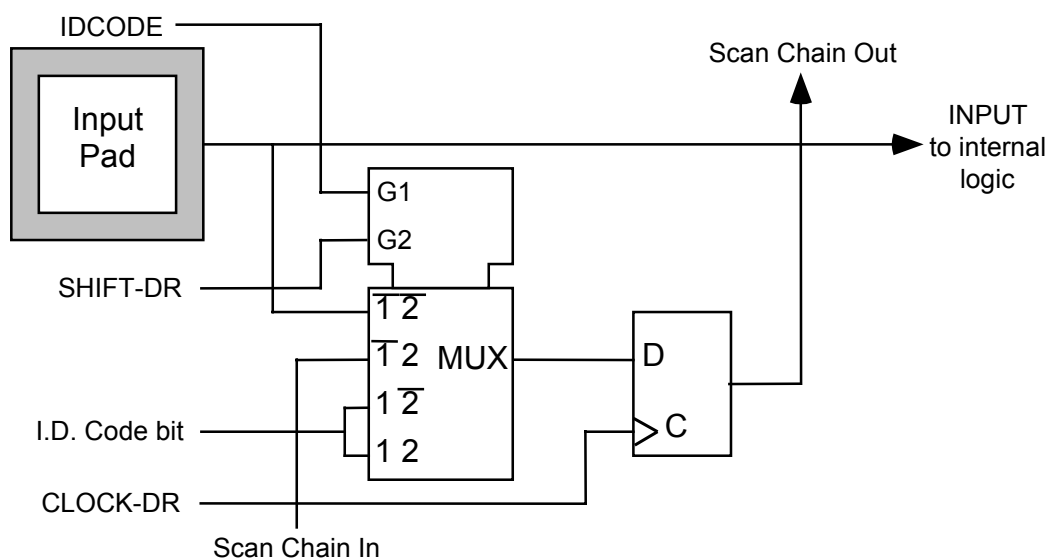 IDCODE
Scan Chain Out
Input
Pad
INPUT
to internal
logic
G1
G2
SHIFT-DR
1̅ 2̅
1̅ 2
MUX
D
1 2̅
I.D. Code bit
C
1 2
CLOCK-DR
Scan Chain In